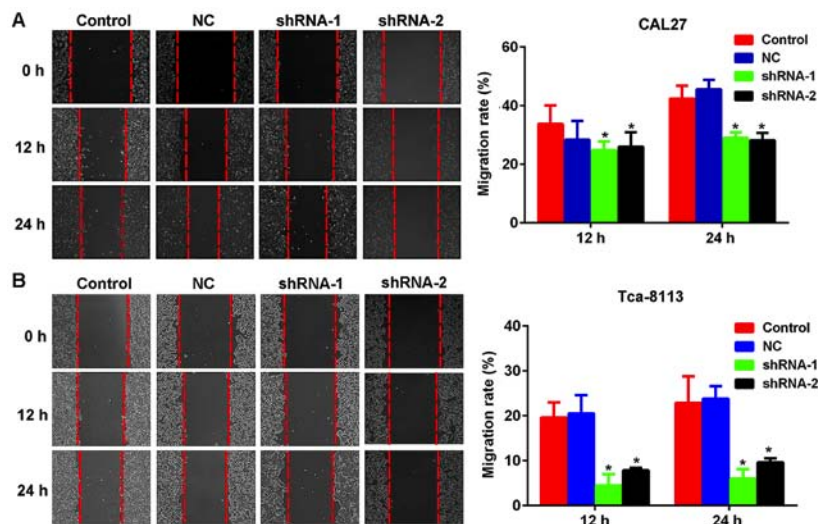 A
Control NC shRNA-1 shRNA-2
0 h
12 h
24 h
CAL27
Migration rate (%)
60
40
20
0
Control
NC
shRNA-1
shRNA-2
* * * *
12 h 24 h
B
Control NC shRNA-1 shRNA-2
0 h
12 h
24 h
Tca-8113
Migration rate (%)
40
30
20
10
0
Control
NC
shRNA-1
shRNA-2
* * * *
12 h 24 h